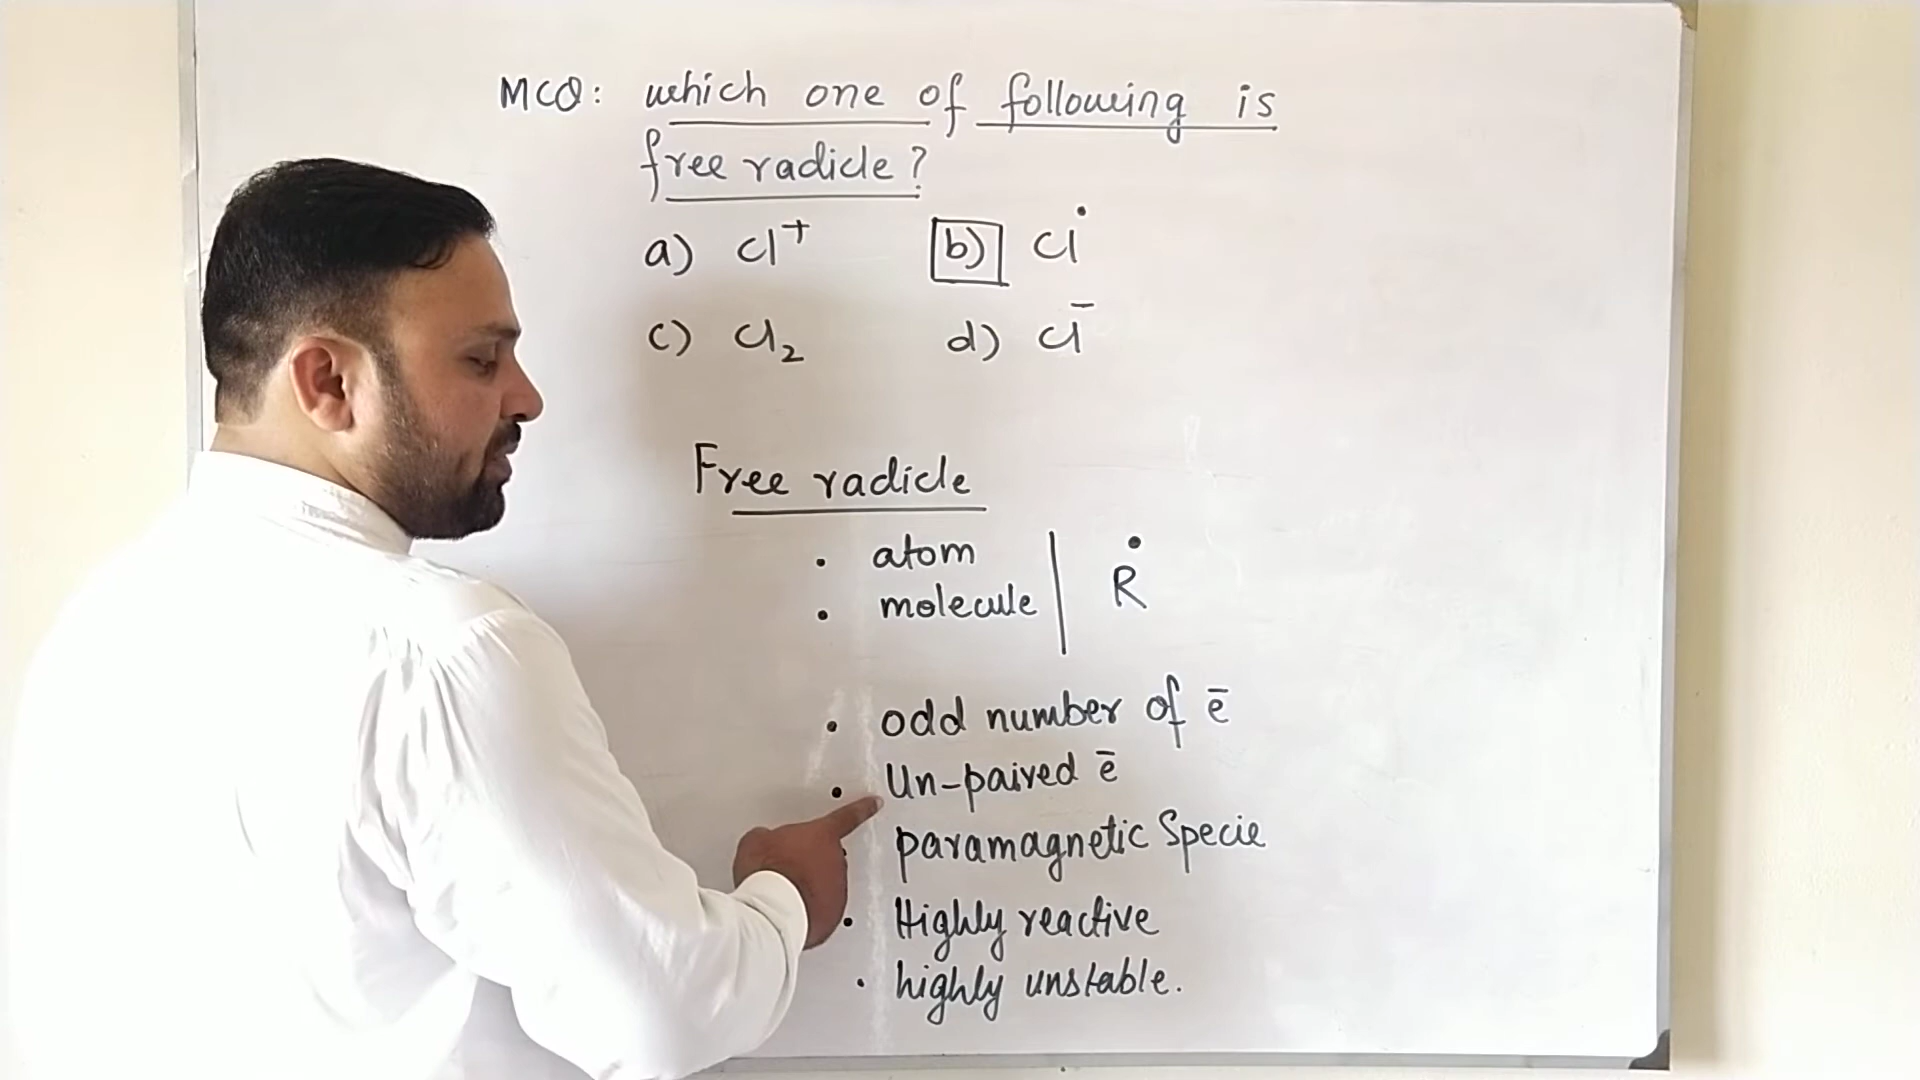 MCQ: which one of following is
free radicle?
a) Cl⁺ b) Cl•
c) Cl₂ d) Cl⁻
Free radicle
• atom
• molecule | Ṙ
• odd number of ē
• Un-paired ē
• paramagnetic Specie
• Highly reactive
• highly unstable.